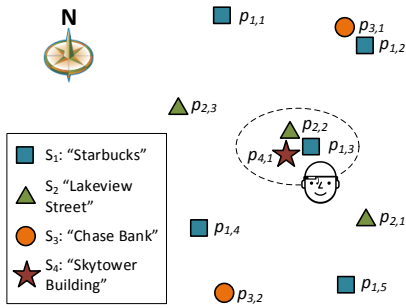 N
p1,1
p3,1
p1,2
p2,3
p2,2
p1,3
p4,1
S1: “Starbucks”
S2 “Lakeview
Street”
S3: “Chase Bank”
S4: “Skytower
Building”
p1,4
p2,1
p3,2
p1,5